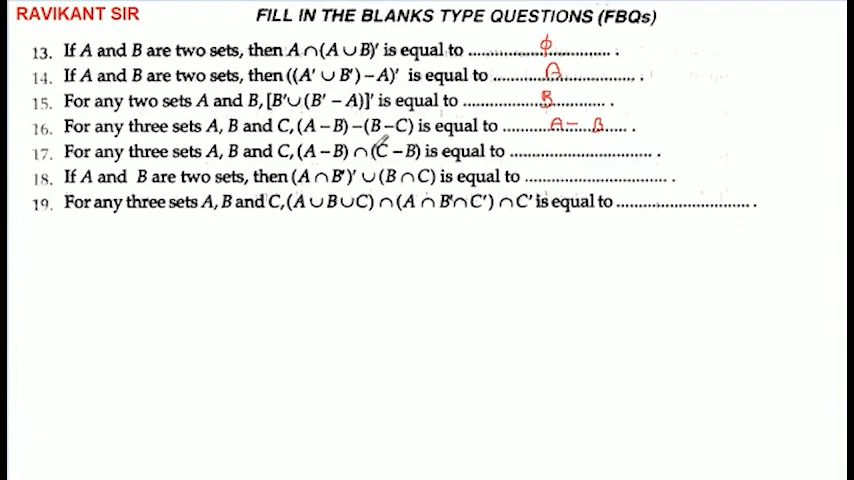 RAVIKANT SIR
FILL IN THE BLANKS TYPE QUESTIONS (FBQs)
13. If A and B are two sets, then A ∩ (A ∪ B)' is equal to .......... ϕ .......... .
14. If A and B are two sets, then ((A' ∪ B') – A)' is equal to .......... A .......... .
15. For any two sets A and B, [B' ∪ (B' – A)]' is equal to .......... B .......... .
16. For any three sets A, B and C, (A – B) – (B – C) is equal to .......... A – B .......... .
17. For any three sets A, B and C, (A – B) ∩ (C – B) is equal to .................... .
18. If A and B are two sets, then (A ∩ B')' ∪ (B ∩ C) is equal to .................... .
19. For any three sets A, B and C, (A ∪ B ∪ C) ∩ (A ∩ B' ∩ C') ∩ C' is equal to .................... .